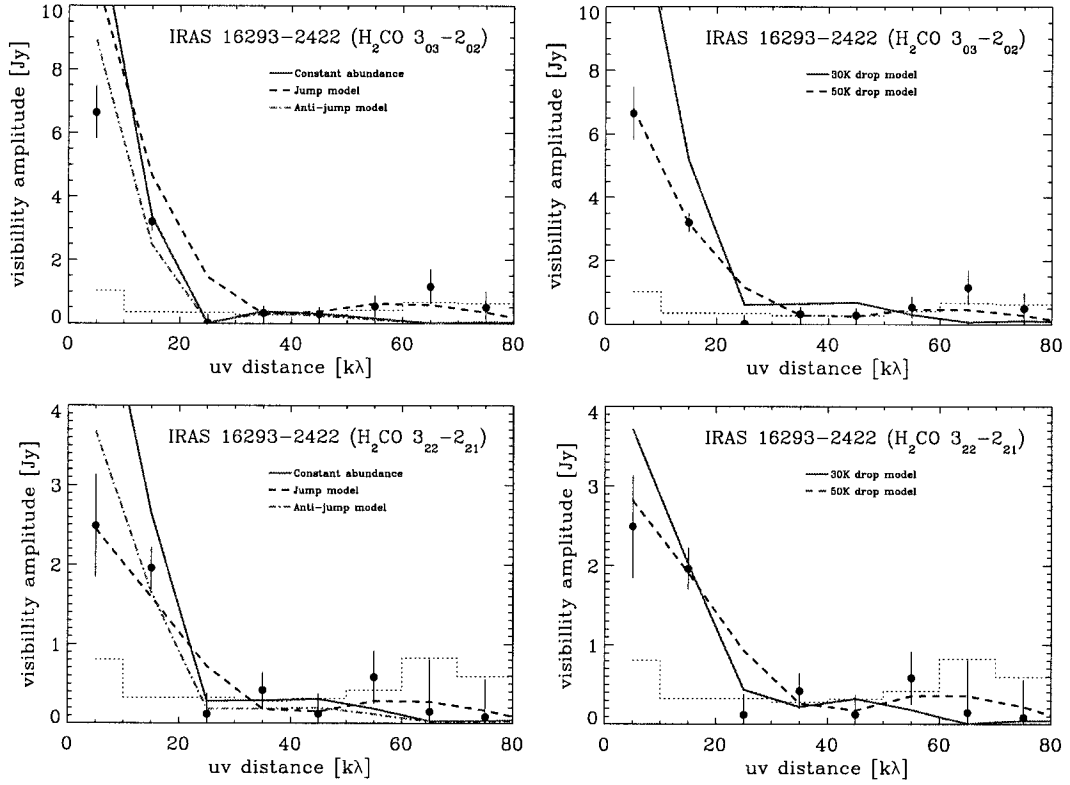 IRAS 16293−2422 (H₂CO 3₀₃−2₀₂)
Constant abundance
Jump model
Anti-jump model
visibillity amplitude [Jy]
10
8
6
4
2
0
0 20 40 60 80
uv distance [kλ]
IRAS 16293−2422 (H₂CO 3₀₃−2₀₂)
30K drop model
50K drop model
visibillity amplitude [Jy]
10
8
6
4
2
0
0 20 40 60 80
uv distance [kλ]
IRAS 16293−2422 (H₂CO 3₂₂−2₂₁)
Constant abundance
Jump model
Anti-jump model
visibillity amplitude [Jy]
4
3
2
1
0
0 20 40 60 80
uv distance [kλ]
IRAS 16293−2422 (H₂CO 3₂₂−2₂₁)
30K drop model
50K drop model
visibillity amplitude [Jy]
4
3
2
1
0
0 20 40 60 80
uv distance [kλ]